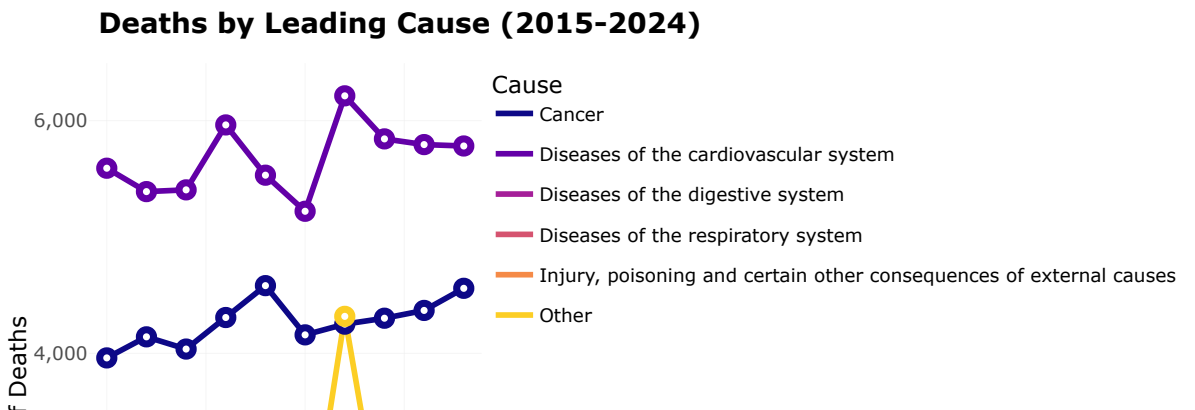 Deaths by Leading Cause (2015-2024)
Cause
6,000
Cancer
Diseases of the cardiovascular system
Diseases of the digestive system
Diseases of the respiratory system
Injury, poisoning and certain other consequences of external causes
Other
4,000
Deaths